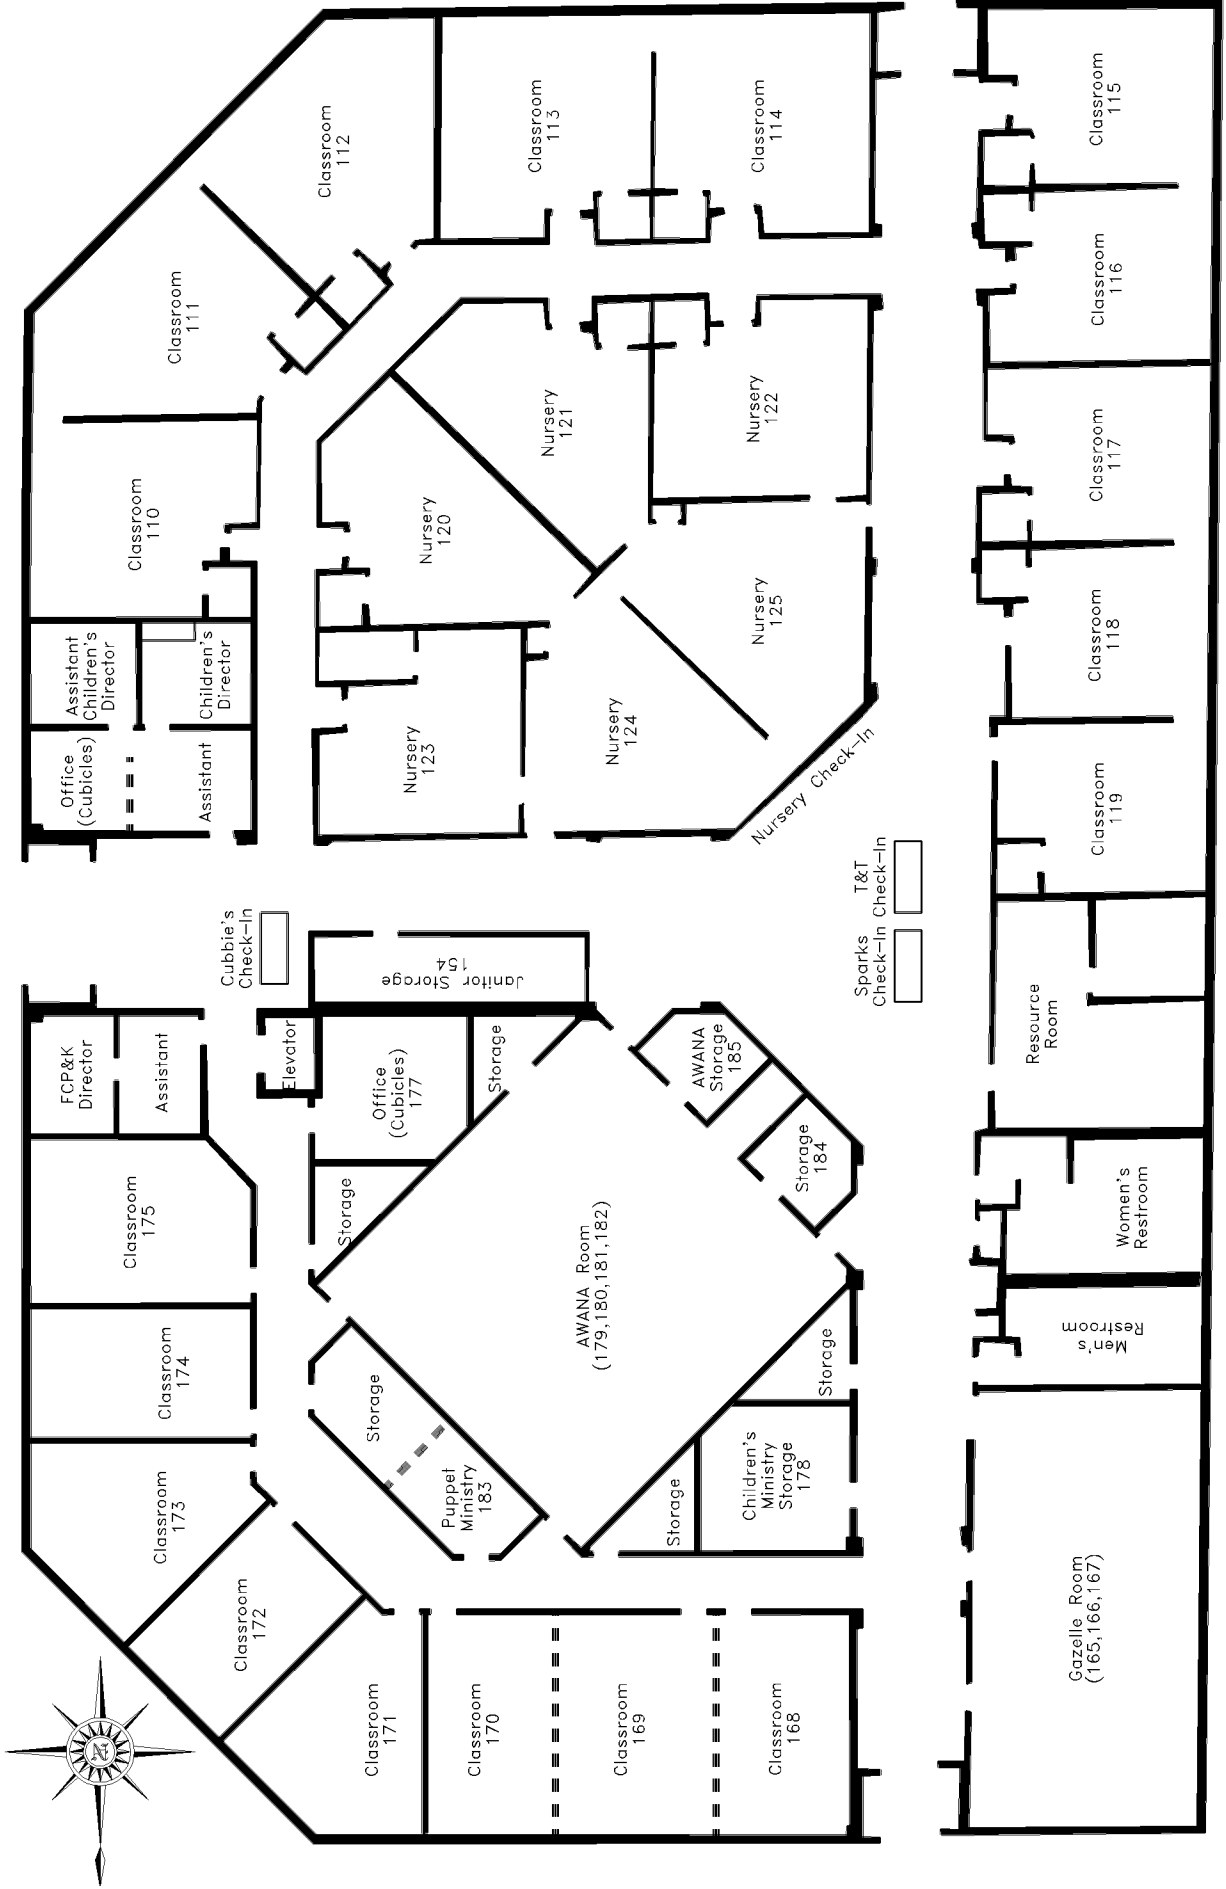 Classroom
112
Classroom
113
Classroom
114
Classroom
115
Classroom
111
Classroom
116
Classroom
110
Nursery
121
Nursery
122
Classroom
117
Nursery
120
Nursery
125
Classroom
118
Assistant
Children's
Director
Children's
Director
Office
(Cubicles)
Assistant
Nursery
123
Nursery
124
Nursery Check-In
Classroom
119
Cubbie's
Check-In
T&T
Check-In
Sparks
Check-In
Janitor Storage
154
Resource
Room
FCP&K
Director
Assistant
Elevator
Office
(Cubicles)
177
Storage
AWANA
Storage
185
Storage
184
Classroom
175
Storage
AWANA Room
(179,180,181,182)
Women's
Restroom
Men's
Restroom
Classroom
174
Storage
Storage
Classroom
173
Puppet
Ministry
183
Storage
Children's
Ministry
Storage
178
Classroom
172
Gazelle Room
(165,166,167)
Classroom
171
Classroom
170
Classroom
169
Classroom
168
N